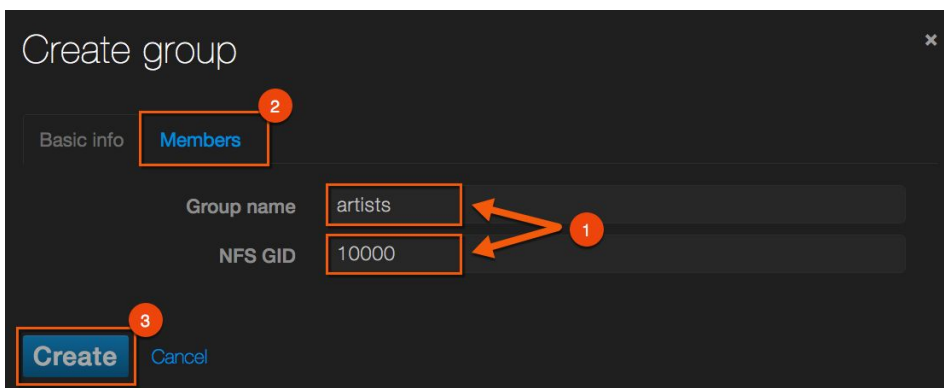 Create group
×
2
Basic info Members
Group name artists
1
NFS GID 10000
3
Create Cancel